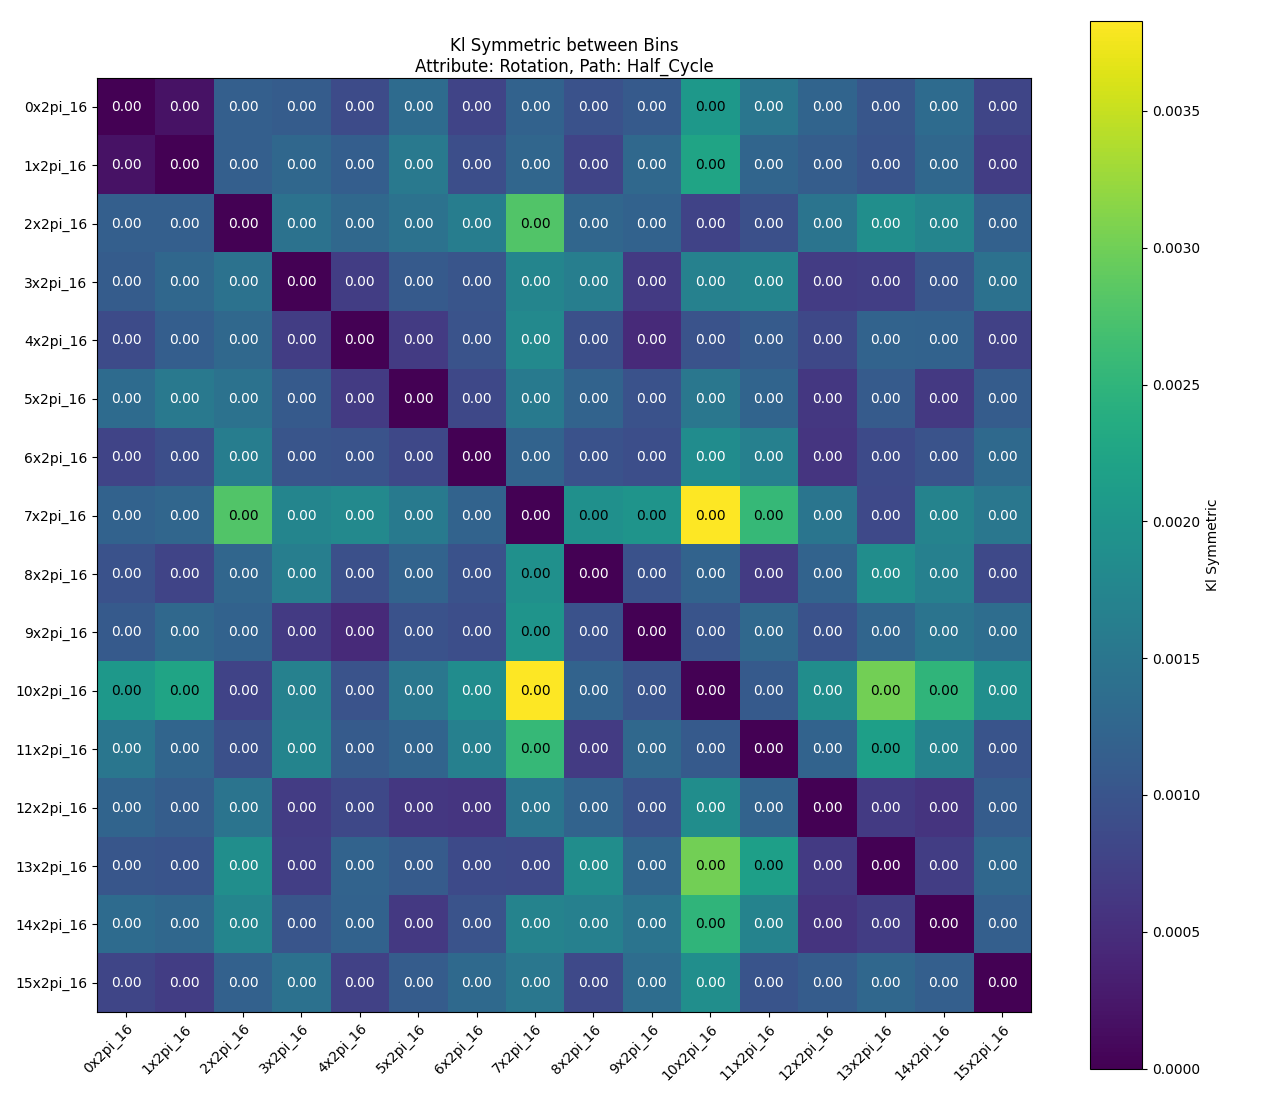 Kl Symmetric between Bins
Attribute: Rotation, Path: Half_Cycle
0x2pi_16 0.00 0.00 0.00 0.00 0.00 0.00 0.00 0.00 0.00 0.00 0.00 0.00 0.00 0.00 0.00 0.00
1x2pi_16 0.00 0.00 0.00 0.00 0.00 0.00 0.00 0.00 0.00 0.00 0.00 0.00 0.00 0.00 0.00 0.00
2x2pi_16 0.00 0.00 0.00 0.00 0.00 0.00 0.00 0.00 0.00 0.00 0.00 0.00 0.00 0.00 0.00 0.00
3x2pi_16 0.00 0.00 0.00 0.00 0.00 0.00 0.00 0.00 0.00 0.00 0.00 0.00 0.00 0.00 0.00 0.00
4x2pi_16 0.00 0.00 0.00 0.00 0.00 0.00 0.00 0.00 0.00 0.00 0.00 0.00 0.00 0.00 0.00 0.00
5x2pi_16 0.00 0.00 0.00 0.00 0.00 0.00 0.00 0.00 0.00 0.00 0.00 0.00 0.00 0.00 0.00 0.00
6x2pi_16 0.00 0.00 0.00 0.00 0.00 0.00 0.00 0.00 0.00 0.00 0.00 0.00 0.00 0.00 0.00 0.00
7x2pi_16 0.00 0.00 0.00 0.00 0.00 0.00 0.00 0.00 0.00 0.00 0.00 0.00 0.00 0.00 0.00 0.00
8x2pi_16 0.00 0.00 0.00 0.00 0.00 0.00 0.00 0.00 0.00 0.00 0.00 0.00 0.00 0.00 0.00 0.00
9x2pi_16 0.00 0.00 0.00 0.00 0.00 0.00 0.00 0.00 0.00 0.00 0.00 0.00 0.00 0.00 0.00 0.00
10x2pi_16 0.00 0.00 0.00 0.00 0.00 0.00 0.00 0.00 0.00 0.00 0.00 0.00 0.00 0.00 0.00 0.00
11x2pi_16 0.00 0.00 0.00 0.00 0.00 0.00 0.00 0.00 0.00 0.00 0.00 0.00 0.00 0.00 0.00 0.00
12x2pi_16 0.00 0.00 0.00 0.00 0.00 0.00 0.00 0.00 0.00 0.00 0.00 0.00 0.00 0.00 0.00 0.00
13x2pi_16 0.00 0.00 0.00 0.00 0.00 0.00 0.00 0.00 0.00 0.00 0.00 0.00 0.00 0.00 0.00 0.00
14x2pi_16 0.00 0.00 0.00 0.00 0.00 0.00 0.00 0.00 0.00 0.00 0.00 0.00 0.00 0.00 0.00 0.00
15x2pi_16 0.00 0.00 0.00 0.00 0.00 0.00 0.00 0.00 0.00 0.00 0.00 0.00 0.00 0.00 0.00 0.00
0x2pi_16 1x2pi_16 2x2pi_16 3x2pi_16 4x2pi_16 5x2pi_16 6x2pi_16 7x2pi_16 8x2pi_16 9x2pi_16 10x2pi_16 11x2pi_16 12x2pi_16 13x2pi_16 14x2pi_16 15x2pi_16
0.0035
0.0030
0.0025
0.0020
0.0015
0.0010
0.0005
0.0000
Kl Symmetric